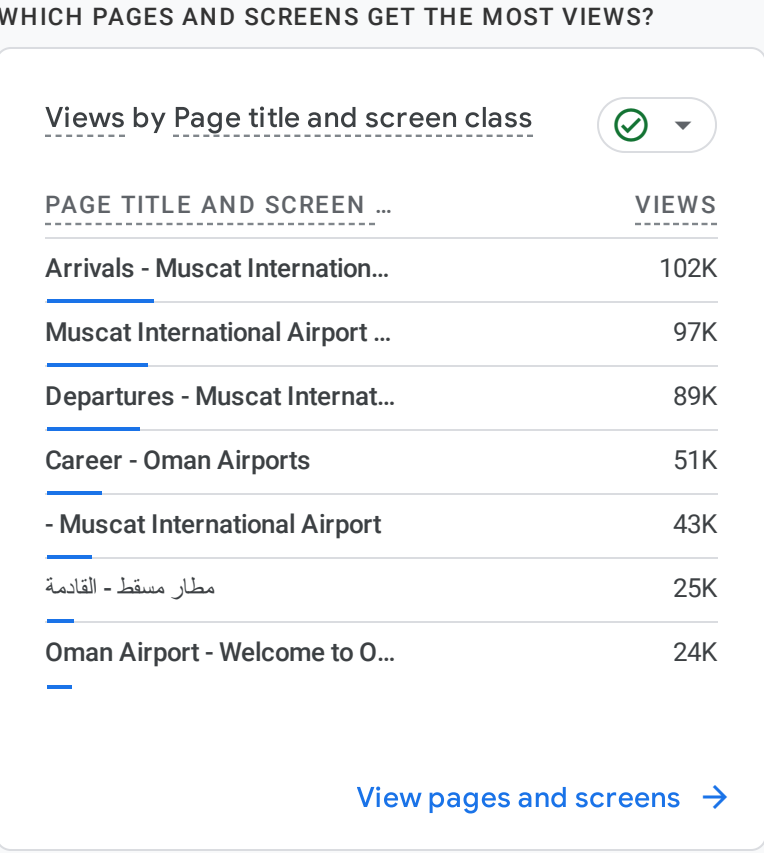 WHICH PAGES AND SCREENS GET THE MOST VIEWS?
Views by Page title and screen class
PAGE TITLE AND SCREEN ... VIEWS
Arrivals - Muscat Internation... 102K
Muscat International Airport ... 97K
Departures - Muscat Internat... 89K
Career - Oman Airports 51K
- Muscat International Airport 43K
مطار مسقط - القادمة 25K
Oman Airport - Welcome to O... 24K
View pages and screens